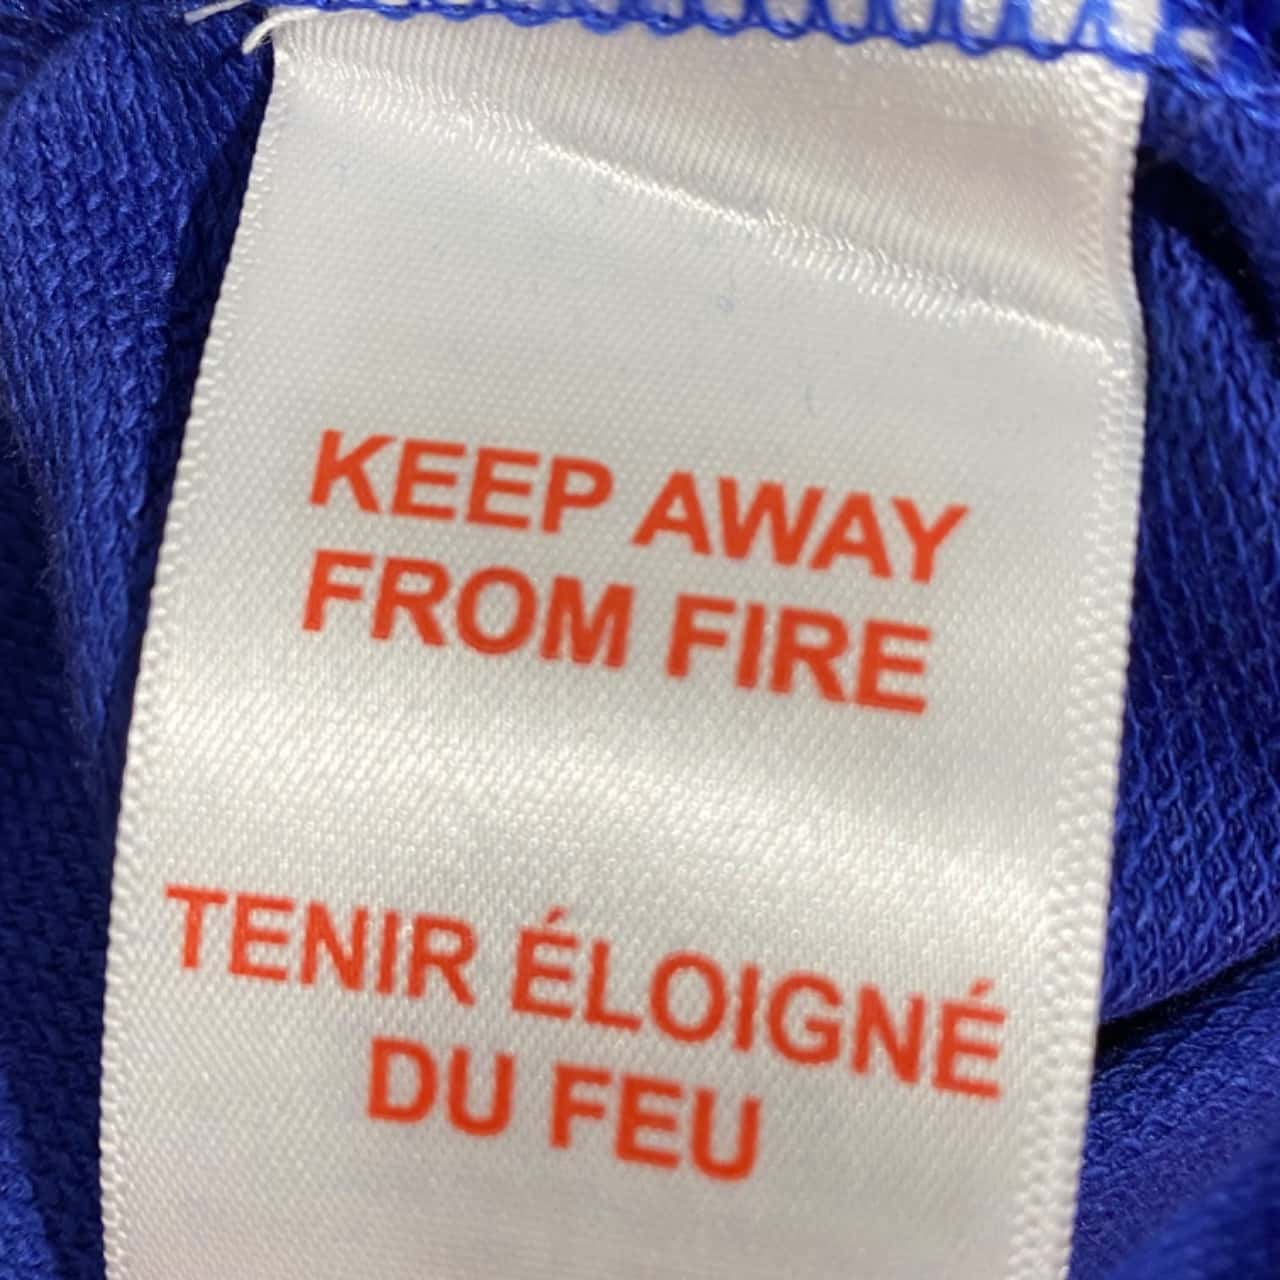 KEEP AWAY
FROM FIRE
TENIR ÉLOIGNÉ
DU FEU